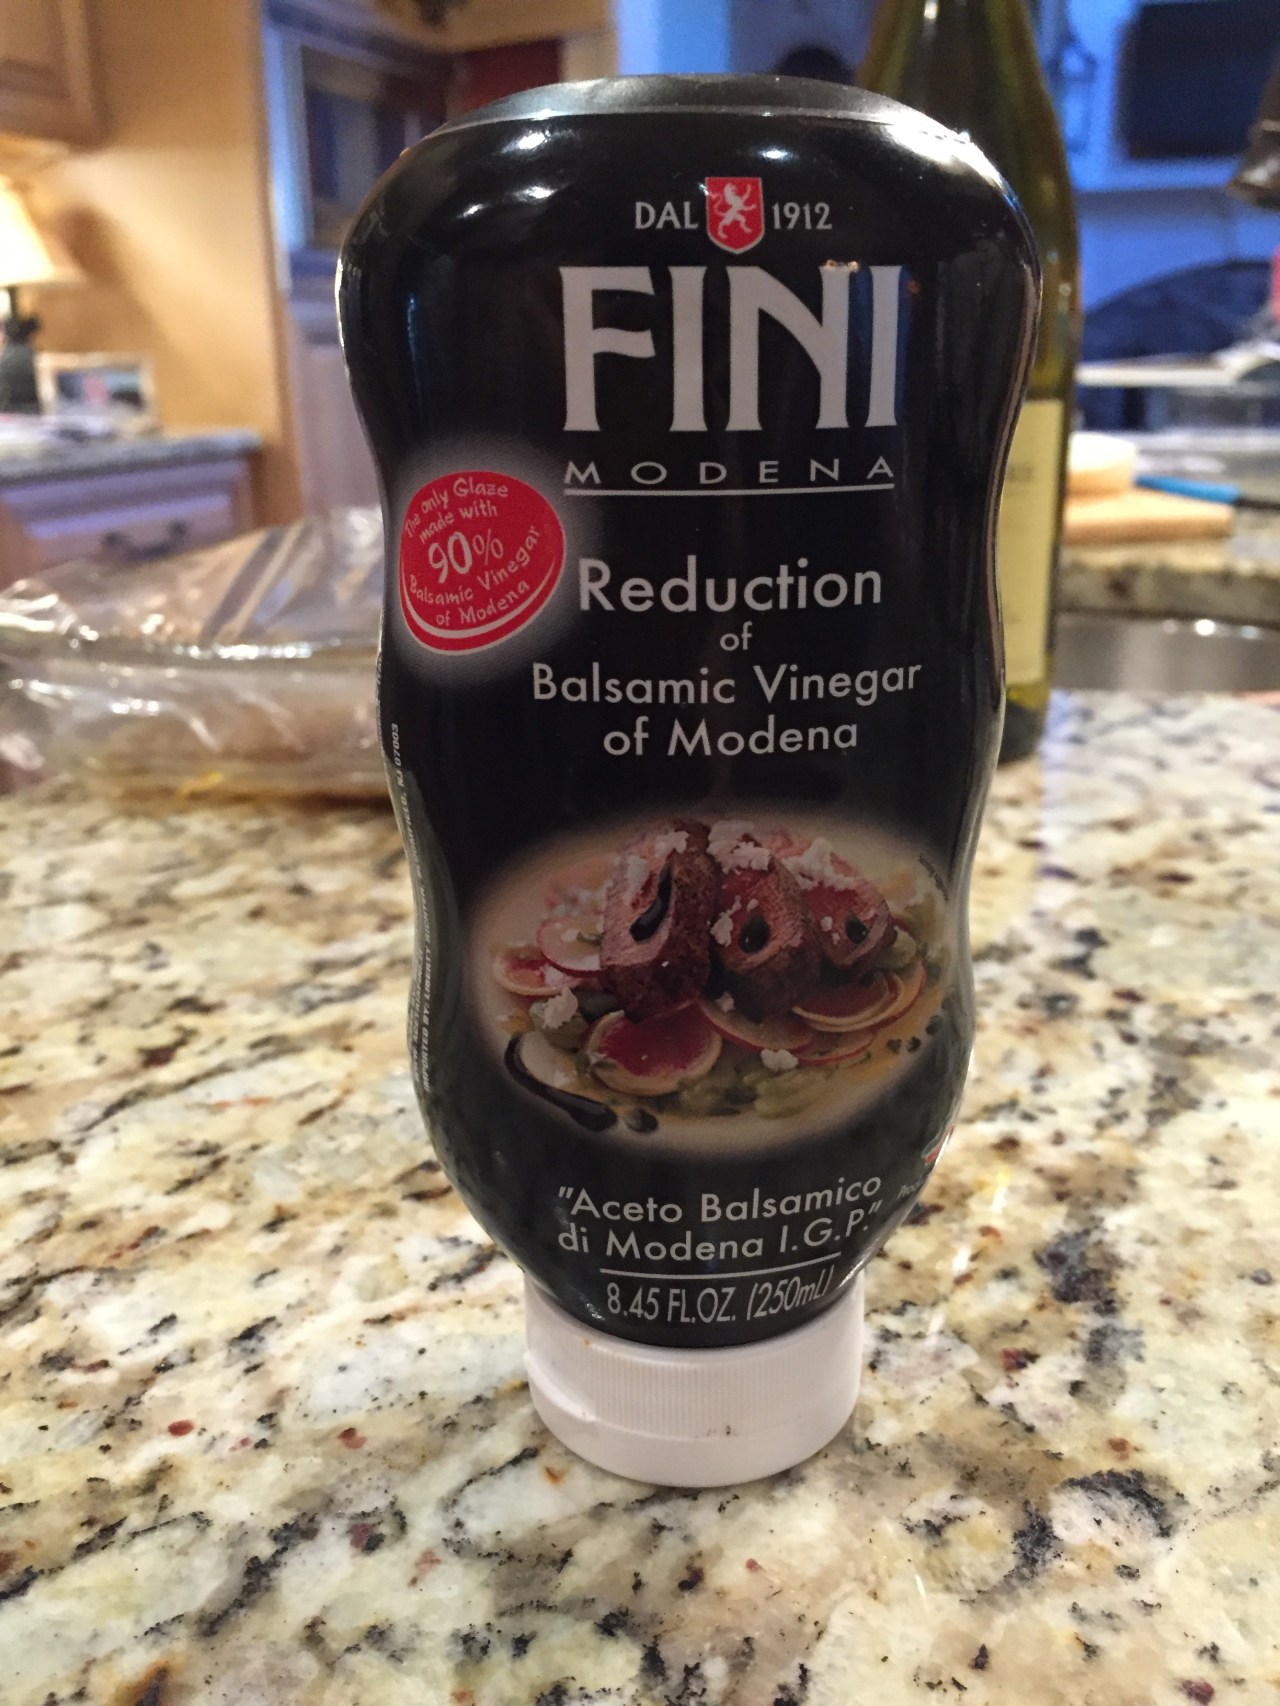 DAL 1912
FINI
MODENA
The only Glaze
made with
90%
Balsamic Vinegar
of Modena
Reduction
of
Balsamic Vinegar
of Modena
"Aceto Balsamico
di Modena I.G.P."
8.45 FL.OZ. (250mL)